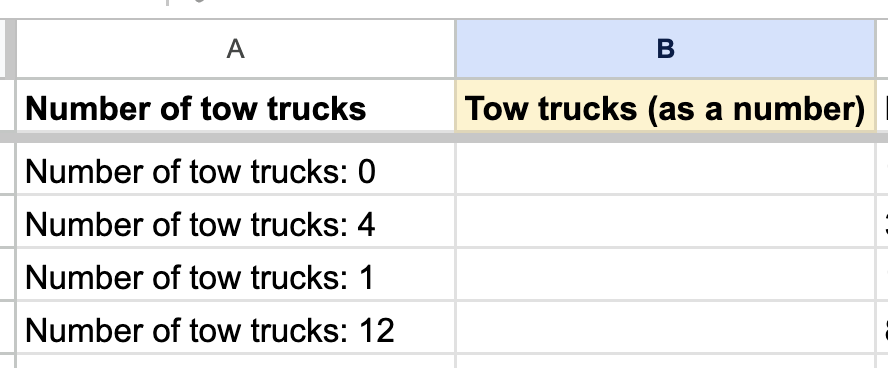 A B
Number of tow trucks Tow trucks (as a number)
Number of tow trucks: 0
Number of tow trucks: 4
Number of tow trucks: 1
Number of tow trucks: 12